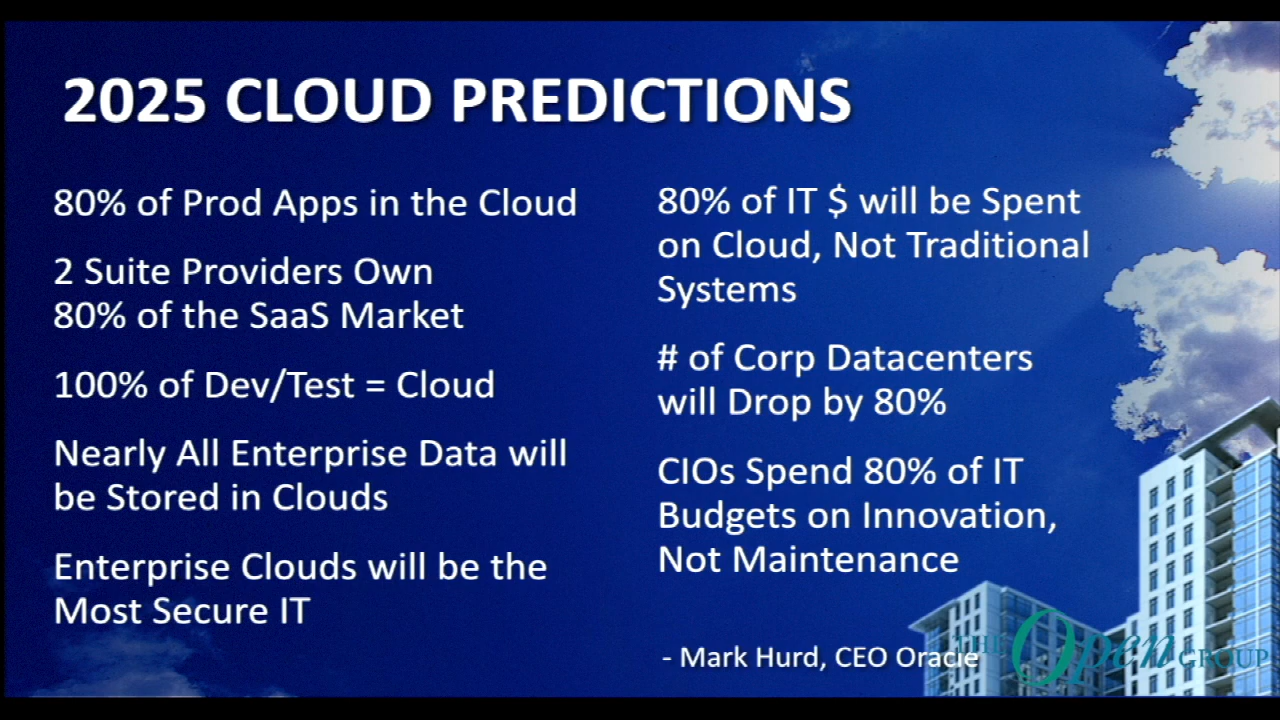 2025 CLOUD PREDICTIONS
80% of Prod Apps in the Cloud
2 Suite Providers Own
80% of the SaaS Market
100% of Dev/Test = Cloud
Nearly All Enterprise Data will
be Stored in Clouds
Enterprise Clouds will be the
Most Secure IT
80% of IT $ will be Spent
on Cloud, Not Traditional
Systems
# of Corp Datacenters
will Drop by 80%
CIOs Spend 80% of IT
Budgets on Innovation,
Not Maintenance
- Mark Hurd, CEO Oracle
THE Open GROUP